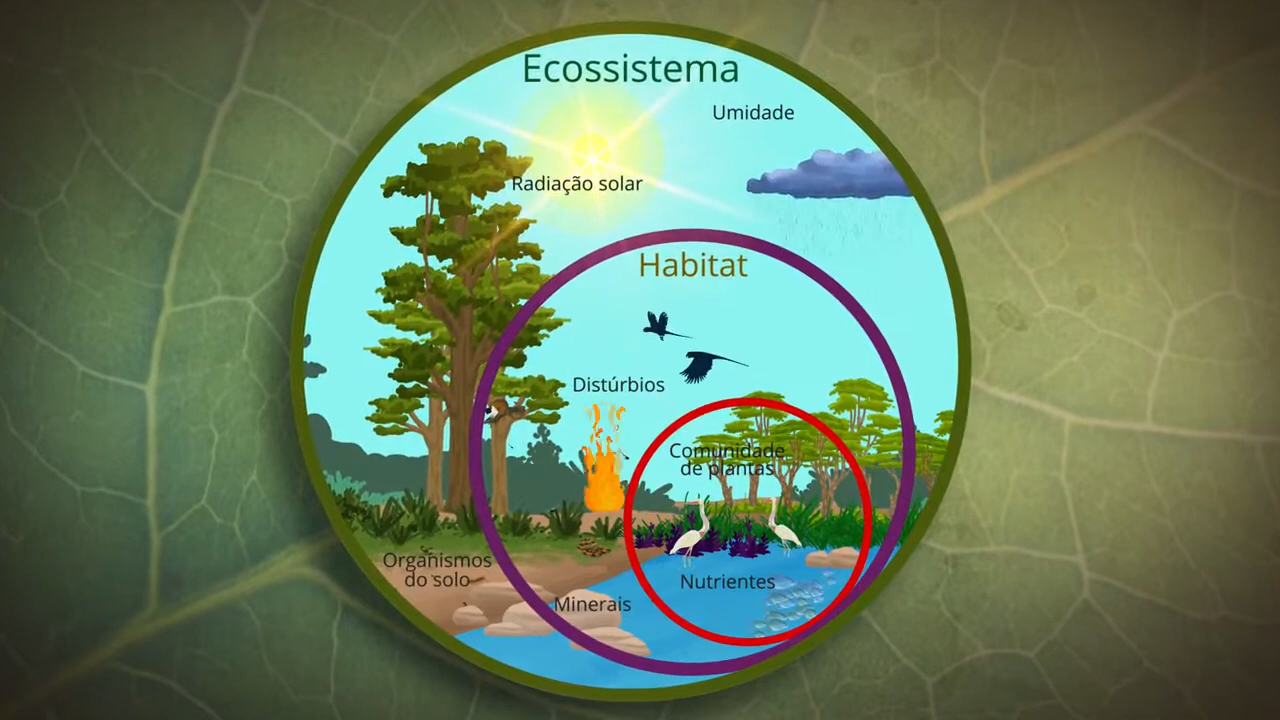 Ecossistema
Umidade
Radiação solar
Habitat
Distúrbios
Comunidade
de plantas
Organismos
do solo
Nutrientes
Minerais